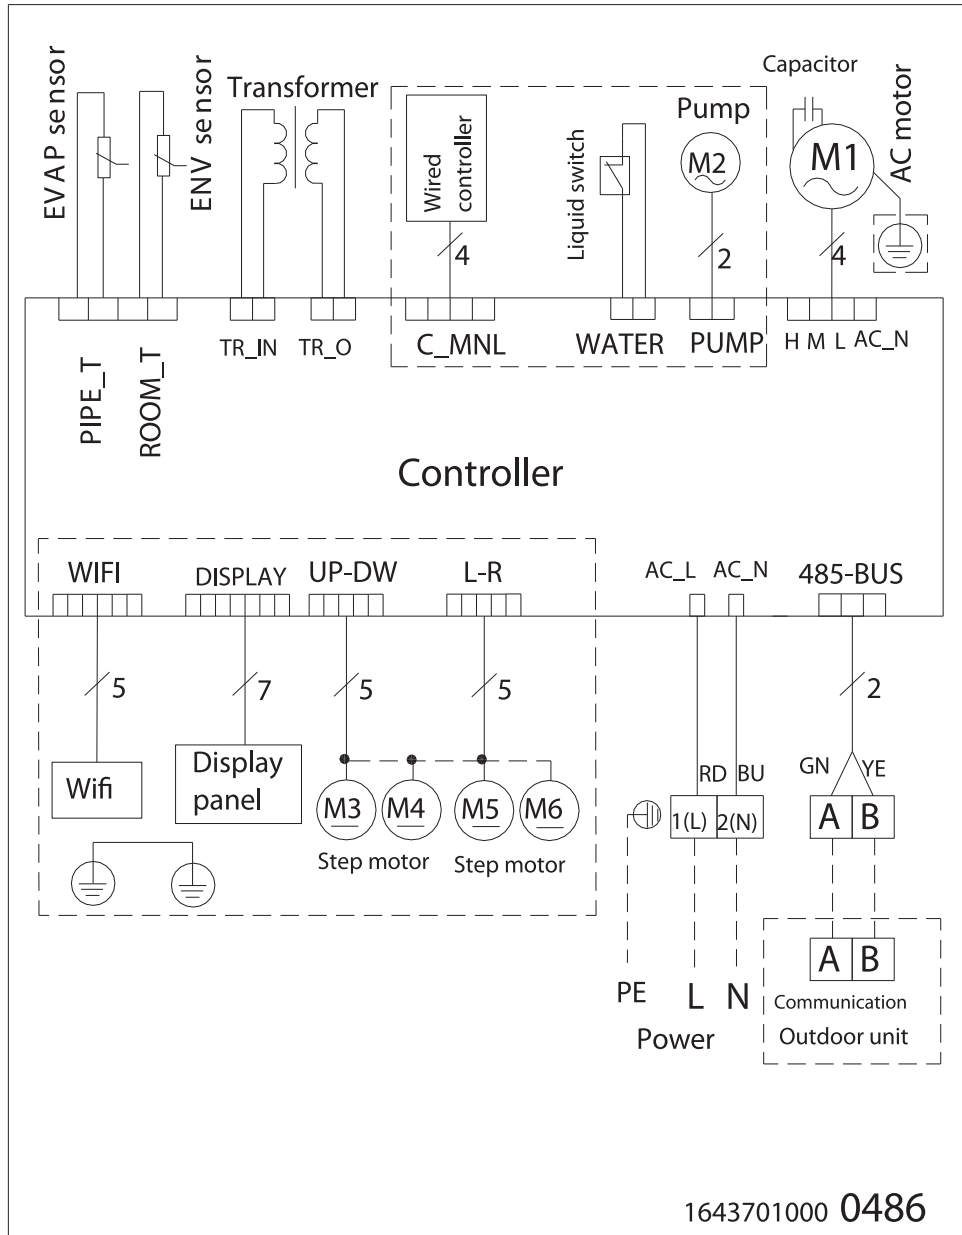 EVAP sensor
ENV sensor
Transformer
Wired
controller
4
Liquid switch
Pump
M2
2
Capacitor
M1
AC motor
4
PIPE_T
ROOM_T
TR_IN
TR_O
C_MNL
WATER
PUMP
H M L AC_N
Controller
WIFI
DISPLAY
UP-DW
L-R
AC_L
AC_N
485-BUS
5
7
5
5
2
Wifi
Display
panel
M3
M4
M5
M6
Step motor
Step motor
RD
BU
1(L)
2(N)
GN
YE
A
B
PE
L
N
Power
A
B
Communication
Outdoor unit
1643701000 0486